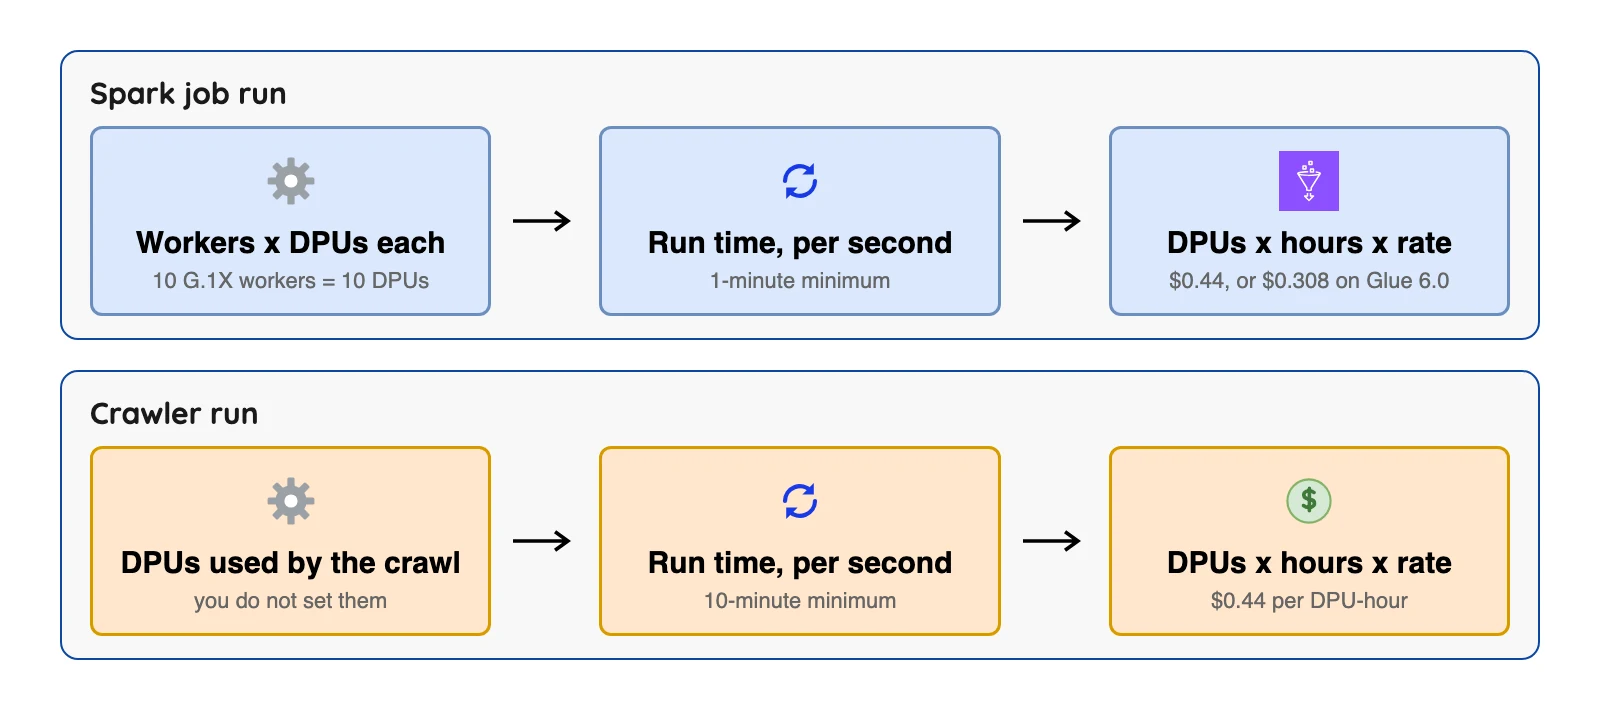 Spark job run
Workers x DPUs each
10 G.1X workers = 10 DPUs
Run time, per second
1-minute minimum
DPUs x hours x rate
$0.44, or $0.308 on Glue 6.0
Crawler run
DPUs used by the crawl
you do not set them
Run time, per second
10-minute minimum
$
DPUs x hours x rate
$0.44 per DPU-hour